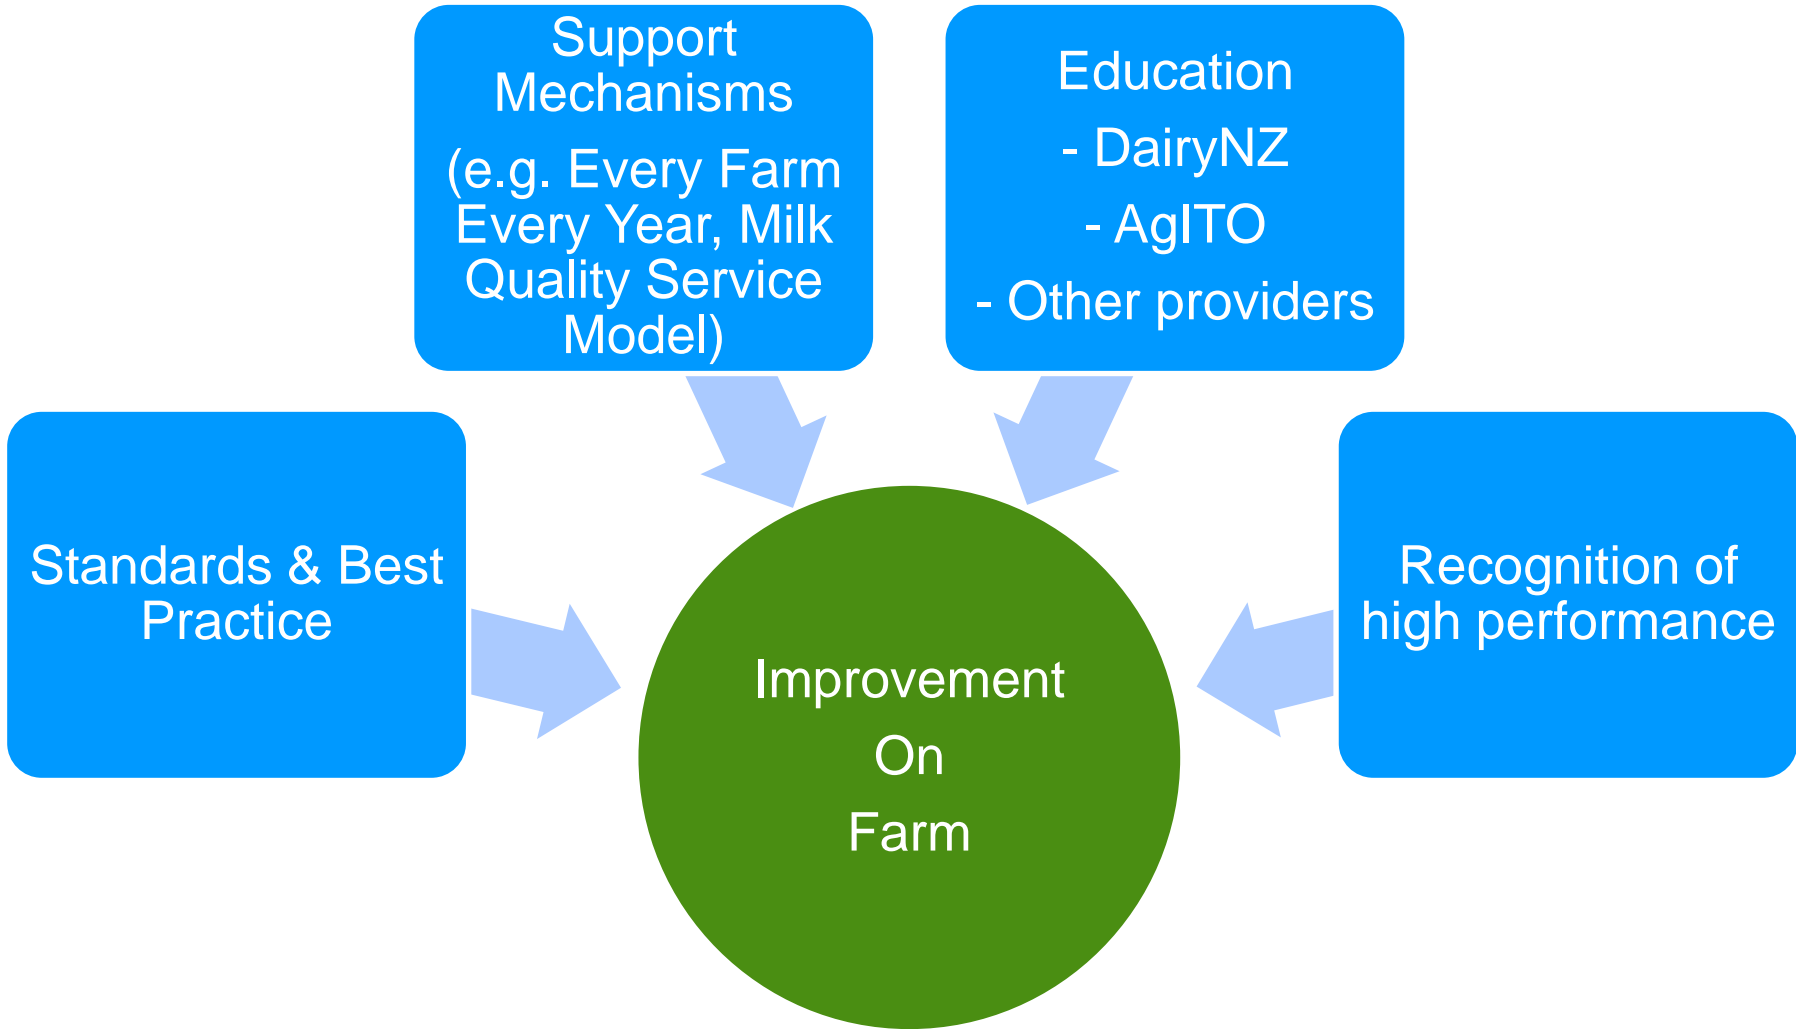 Support
Mechanisms
(e.g. Every Farm
Every Year, Milk
Quality Service
Model)
Education
- DairyNZ
- AgITO
- Other providers
Standards & Best
Practice
Recognition of
high performance
Improvement
On
Farm